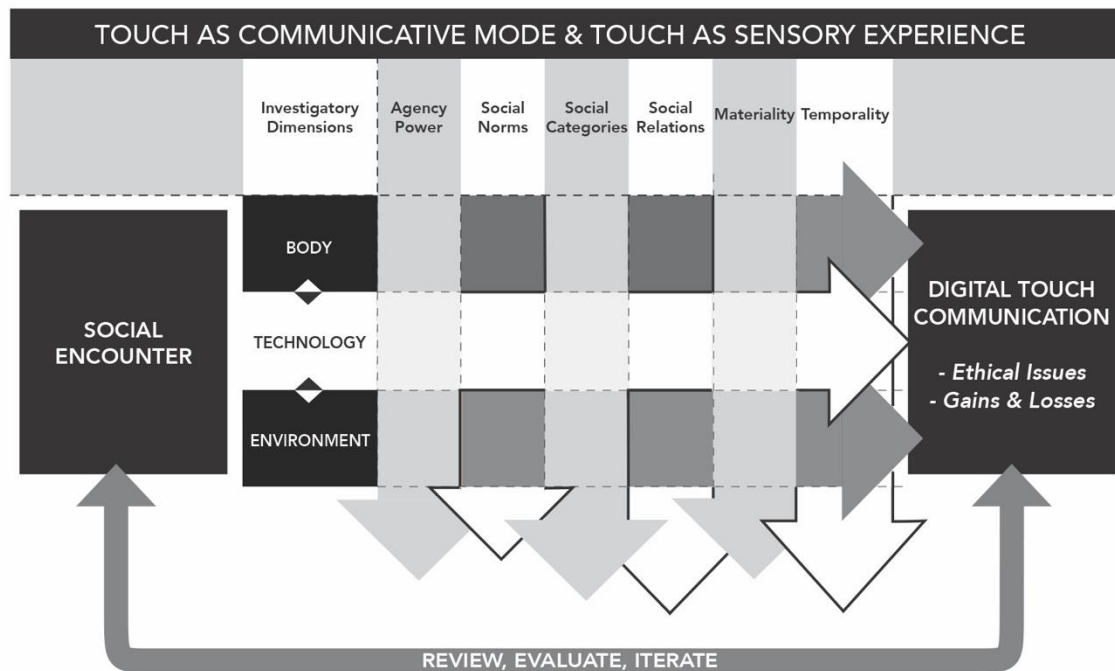 TOUCH AS COMMUNICATIVE MODE & TOUCH AS SENSORY EXPERIENCE
Investigatory
Dimensions
Agency
Power
Social
Norms
Social
Categories
Social
Relations
Materiality
Temporality
SOCIAL
ENCOUNTER
BODY
TECHNOLOGY
ENVIRONMENT
DIGITAL TOUCH
COMMUNICATION
- Ethical Issues
- Gains & Losses
REVIEW, EVALUATE, ITERATE